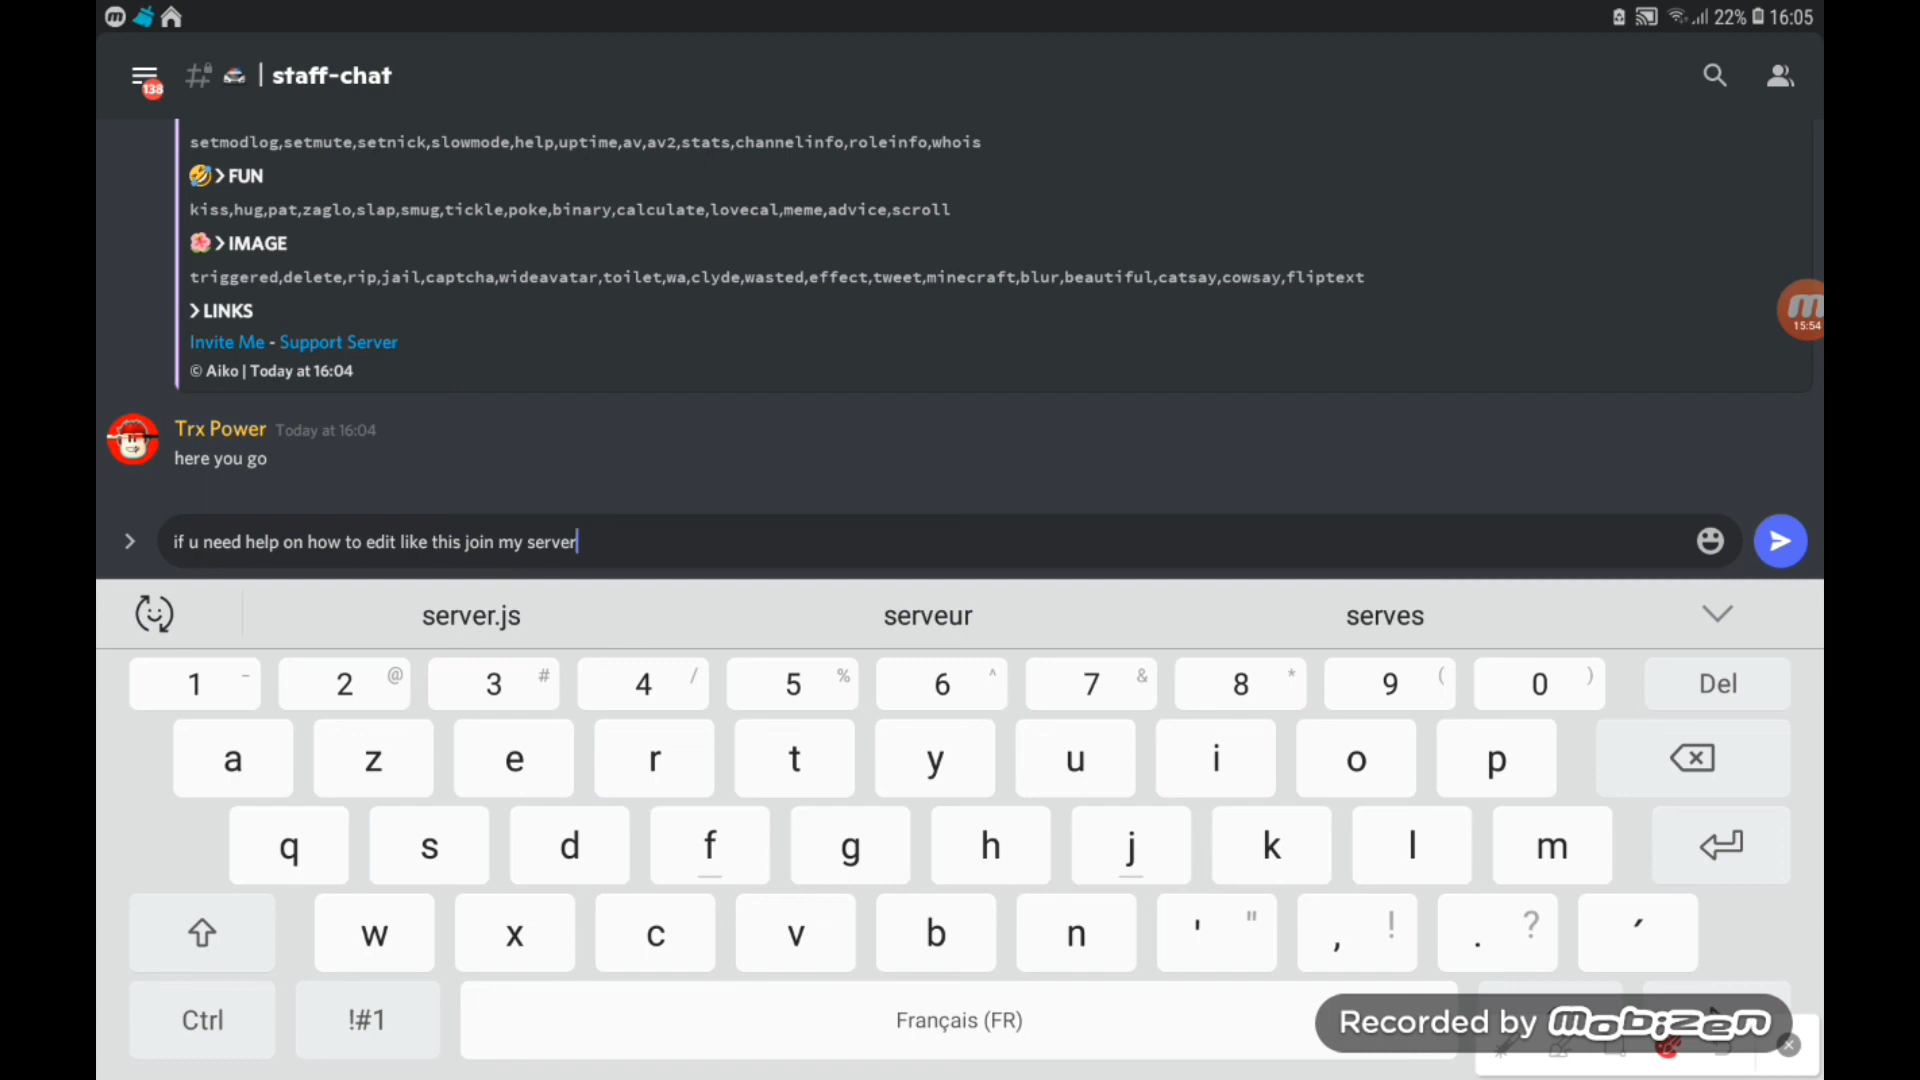 22% 16:05
138
| staff-chat
setmodlog,setmute,setnick,slowmode,help,uptime,av,av2,stats,channelinfo,roleinfo,whois
FUN
kiss,hug,pat,zaglo,slap,smug,tickle,poke,binary,calculate,lovecal,meme,advice,scroll
IMAGE
triggered,delete,rip,jail,captcha,wideavatar,toilet,wa,clyde,wasted,effect,tweet,minecraft,blur,beautiful,catsay,cowsay,fliptext
LINKS
15:54
Invite Me - Support Server
© Aiko | Today at 16:04
Trx Power Today at 16:04
here you go
if u need help on how to edit like this join my server
server.js serveur serves
1 - 2 @ 3 # 4 / 5 % 6 ^ 7 & 8 * 9 ( 0 ) Del
a z e r t y u i o p
q s d f g h j k l m
w x c v b n ' " , ! . ? ´
Ctrl !#1 Français (FR)
Recorded by mobizen